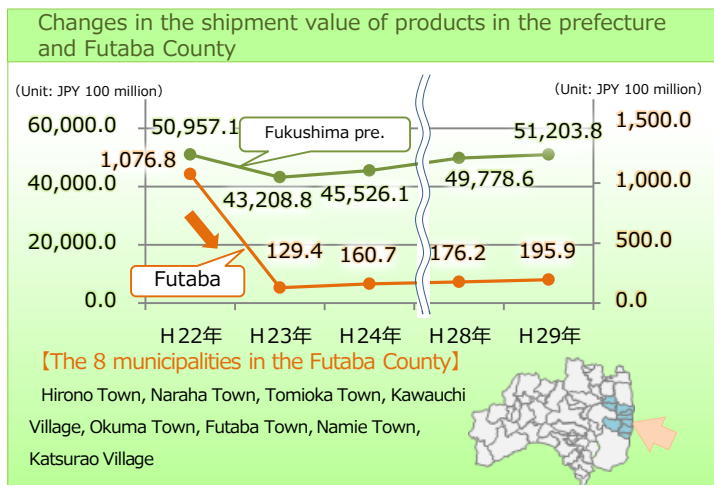 Changes in the shipment value of products in the prefecture
and Futaba County
（Unit: JPY 100 million）
（Unit: JPY 100 million）
60,000.0
50,957.1
Fukushima pre.
51,203.8
1,500.0
1,076.8
40,000.0
43,208.8
45,526.1
49,778.6
1,000.0
20,000.0
129.4
160.7
176.2
195.9
500.0
Futaba
0.0
0.0
H22年
H23年
H24年
H28年
H29年
【The 8 municipalities in the Futaba County】
Hirono Town, Naraha Town, Tomioka Town, Kawauchi
Village, Okuma Town, Futaba Town, Namie Town,
Katsurao Village